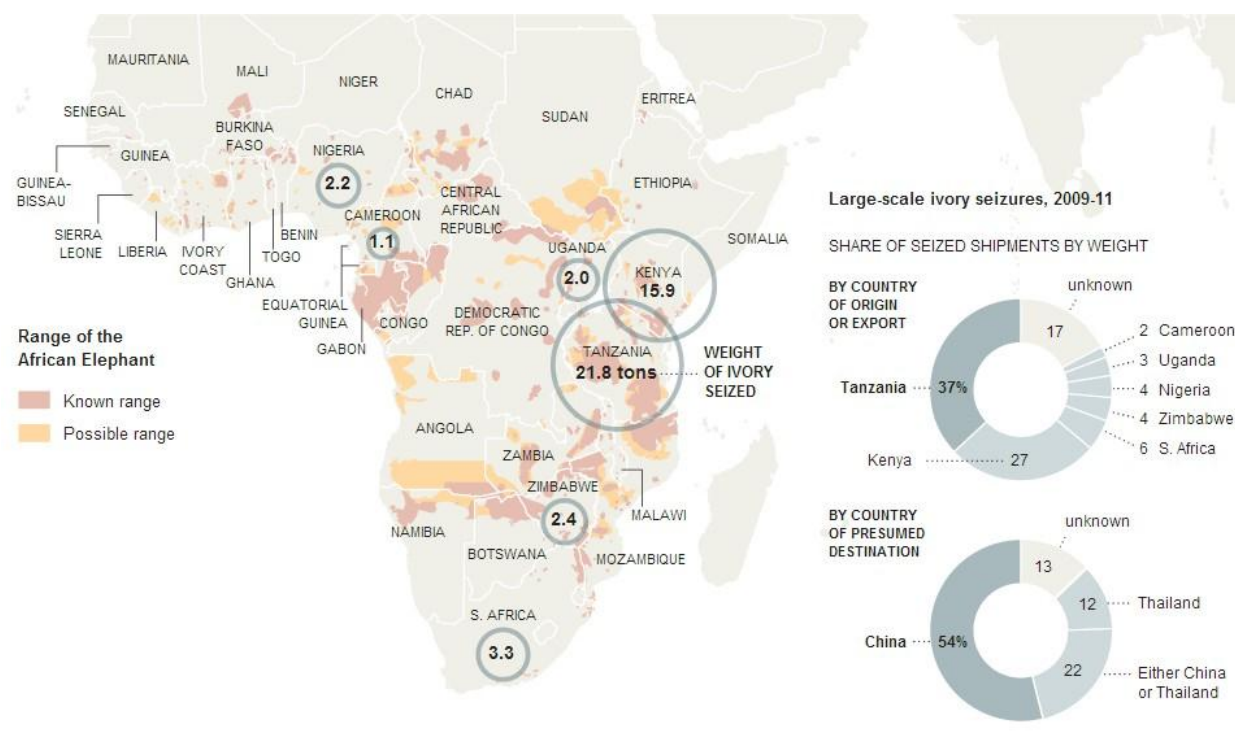 MAURITANIA
MALI
NIGER
CHAD
SUDAN
ERITREA
SENEGAL
BURKINA
FASO
GUINEA
NIGERIA
2.2
ETHIOPIA
GUINEA-
BISSAU
CENTRAL
AFRICAN
REPUBLIC
CAMEROON
1.1
SIERRA
LEONE
LIBERIA
IVORY
COAST
GHANA
TOGO
BENIN
UGANDA
2.0
KENYA
15.9
SOMALIA
EQUATORIAL
GUINEA
GABON
CONGO
DEMOCRATIC
REP. OF CONGO
TANZANIA
21.8 tons
WEIGHT
OF IVORY
SEIZED
Range of the
African Elephant
Known range
Possible range
ANGOLA
ZAMBIA
ZIMBABWE
2.4
MALAWI
NAMIBIA
BOTSWANA
MOZAMBIQUE
S. AFRICA
3.3
Large-scale ivory seizures, 2009-11
SHARE OF SEIZED SHIPMENTS BY WEIGHT
BY COUNTRY
OF ORIGIN
OR EXPORT
unknown
17
2 Cameroon
3 Uganda
4 Nigeria
4 Zimbabwe
6 S. Africa
Tanzania 37%
Kenya 27
BY COUNTRY
OF PRESUMED
DESTINATION
unknown
13
12 Thailand
China 54%
22 Either China
or Thailand